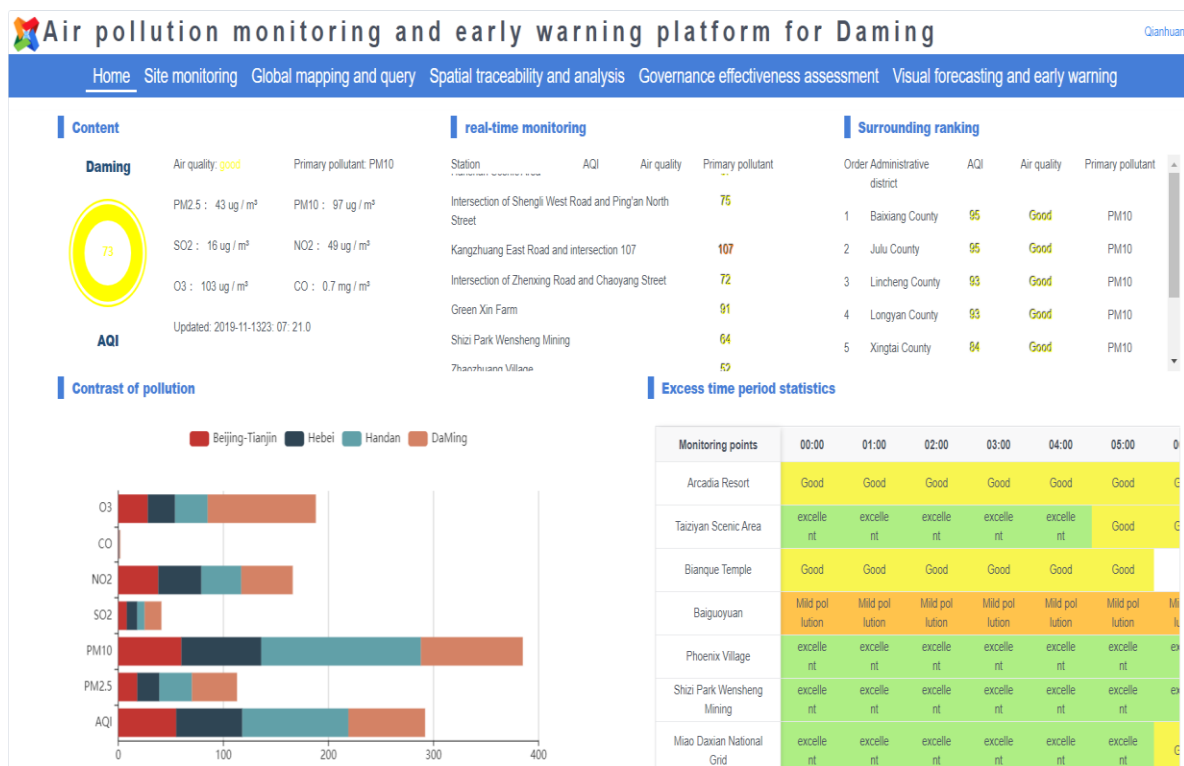 Air pollution monitoring and early warning platform for Daming
Qianhuan
Home Site monitoring Global mapping and query Spatial traceability and analysis Governance effectiveness assessment Visual forecasting and early warning
Content
Daming
73
AQI
Air quality: good
Primary pollutant: PM10
PM2.5 : 43 ug / m³
PM10 : 97 ug / m³
SO2 : 16 ug / m³
NO2 : 49 ug / m³
O3 : 103 ug / m³
CO : 0.7 mg / m³
Updated: 2019-11-1323: 07: 21.0
real-time monitoring
Station AQI Air quality Primary pollutant
Intersection of Shengli West Road and Ping'an North
Street
75
Kangzhuang East Road and intersection 107
107
Intersection of Zhenxing Road and Chaoyang Street
72
Green Xin Farm
91
Shizi Park Wensheng Mining
64
Zhaozhuang Village
52
Surrounding ranking
Order Administrative
district
AQI Air quality Primary pollutant
1 Baixiang County 95 Good PM10
2 Julu County 95 Good PM10
3 Lincheng County 93 Good PM10
4 Longyan County 93 Good PM10
5 Xingtai County 84 Good PM10
Contrast of pollution
Beijing-Tianjin Hebei Handan DaMing
O3
CO
NO2
SO2
PM10
PM2.5
AQI
0 100 200 300 400
Excess time period statistics
Monitoring points 00:00 01:00 02:00 03:00 04:00 05:00 0
Arcadia Resort Good Good Good Good Good Good G
Taiziyan Scenic Area
excelle excelle excelle excelle excelle
nt nt nt nt nt
Good G
Bianque Temple Good Good Good Good Good Good
Baiguoyuan
Mild pol Mild pol Mild pol Mild pol Mild pol Mild pol Mi
lution lution lution lution lution lution lu
Phoenix Village
excelle excelle excelle excelle excelle excelle ex
nt nt nt nt nt nt
Shizi Park Wensheng
Mining
excelle excelle excelle excelle excelle excelle ex
nt nt nt nt nt nt
Miao Daxian National
Grid
excelle excelle excelle excelle excelle excelle
nt nt nt nt nt nt
G